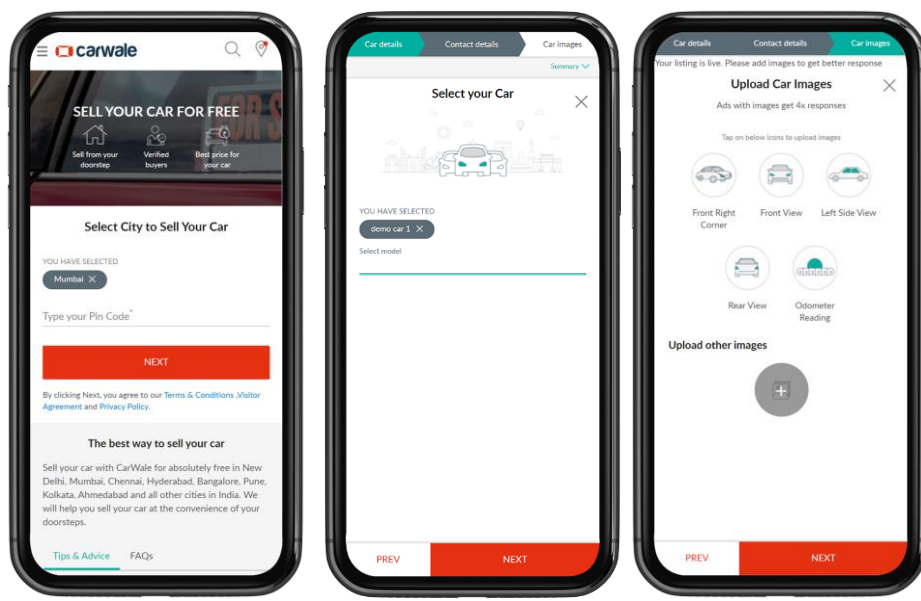 carwale
SELL YOUR CAR FOR FREE
Sell from your
doorstep
Verified
buyers
Best price for
your car
Select City to Sell Your Car
YOU HAVE SELECTED
Mumbai ×
Type your Pin Code*
NEXT
By clicking Next, you agree to our Terms & Conditions ,Visitor
Agreement and Privacy Policy.
The best way to sell your car
Sell your car with CarWale for absolutely free in New
Delhi, Mumbai, Chennai, Hyderabad, Bangalore, Pune,
Kolkata, Ahmedabad and all other cities in India. We
will help you sell your car at the convenience of your
doorsteps.
Tips & Advice FAQs
Car details Contact details Car images
Summary
Select your Car
YOU HAVE SELECTED
demo car 1 ×
Select model
PREV NEXT
Car details Contact details Car images
Your listing is live. Please add images to get better response
Upload Car Images
Ads with images get 4x responses
Tap on below icons to upload images
Front Right
Corner
Front View
Left Side View
Rear View
Odometer
Reading
Upload other images
PREV NEXT